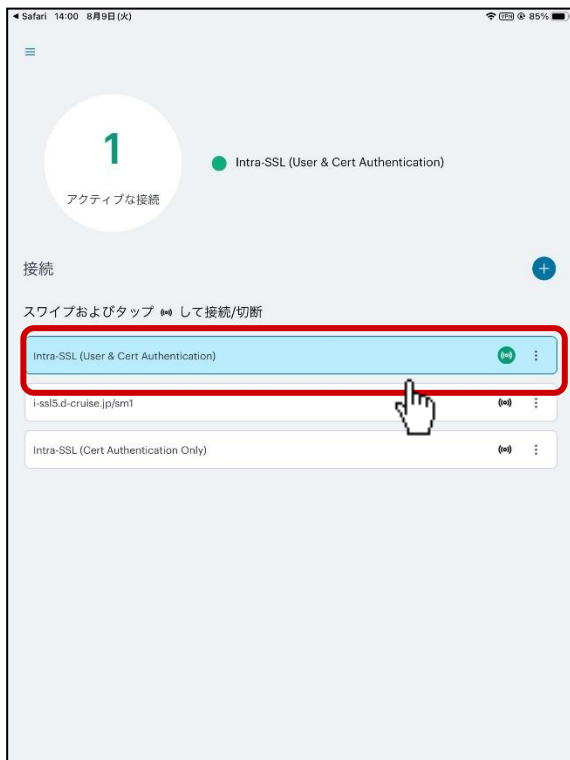 ◀ Safari 14:00 8月9日(火) VPN 85%
1
アクティブな接続
Intra-SSL (User & Cert Authentication)
接続
スワイプおよびタップ して接続/切断
Intra-SSL (User & Cert Authentication)
i-ssl5.d-cruise.jp/sm1
Intra-SSL (Cert Authentication Only)